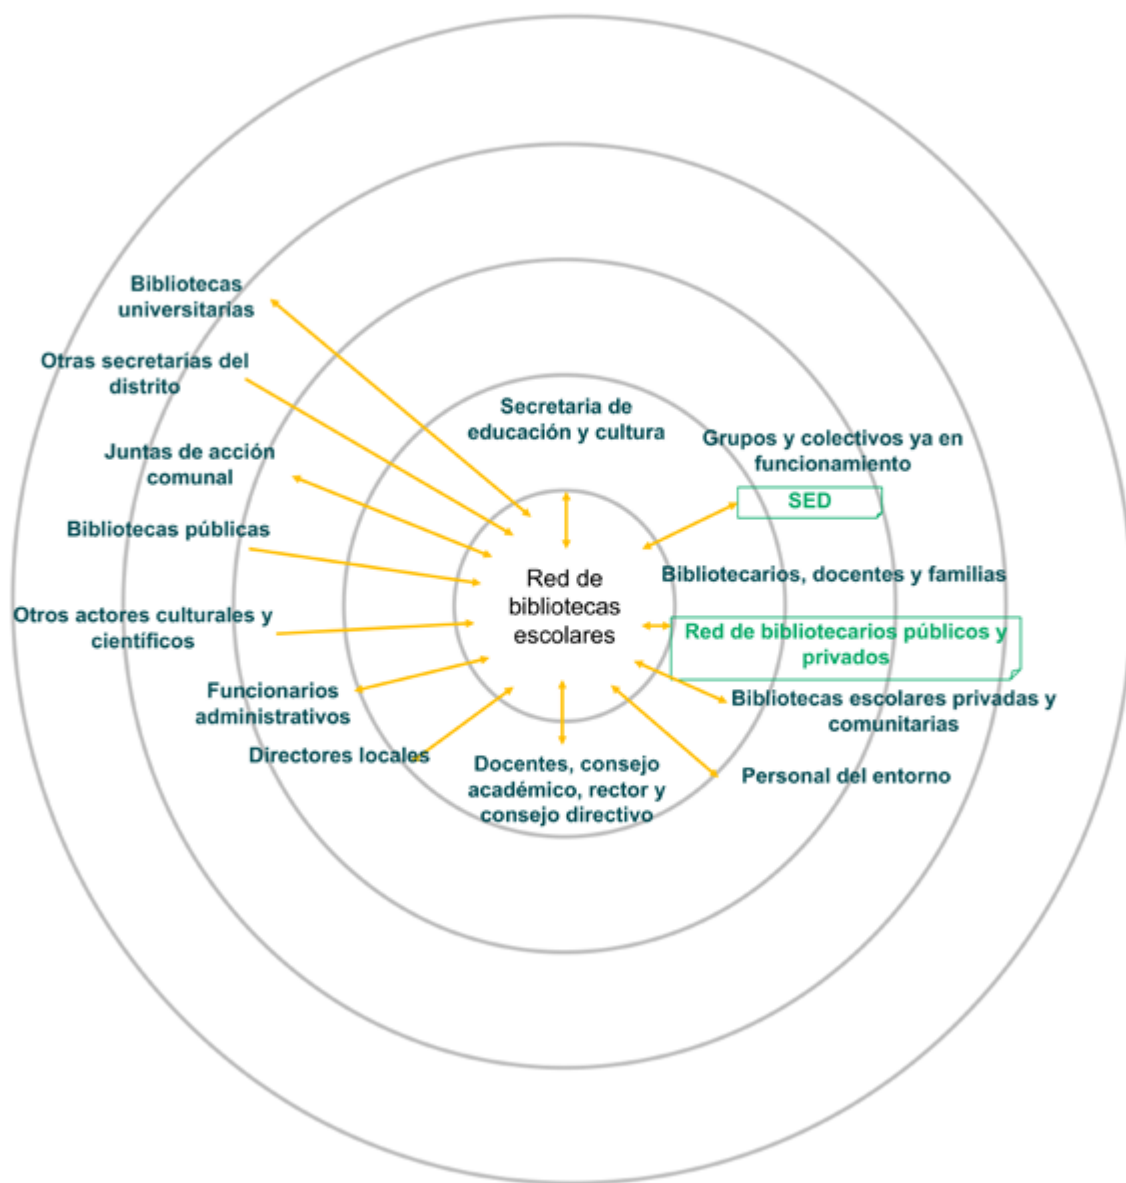 Bibliotecas
universitarias
Otras secretarías del
distrito
Juntas de acción
comunal
Bibliotecas públicas
Otros actores culturales y
científicos
Funcionarios
administrativos
Directores locales
Secretaria de
educación y cultura
Red de
bibliotecas
escolares
Docentes, consejo
académico, rector y
consejo directivo
Grupos y colectivos ya en
funcionamiento
SED
Bibliotecarios, docentes y familias
Red de bibliotecarios públicos y
privados
Bibliotecas escolares privadas y
comunitarias
Personal del entorno